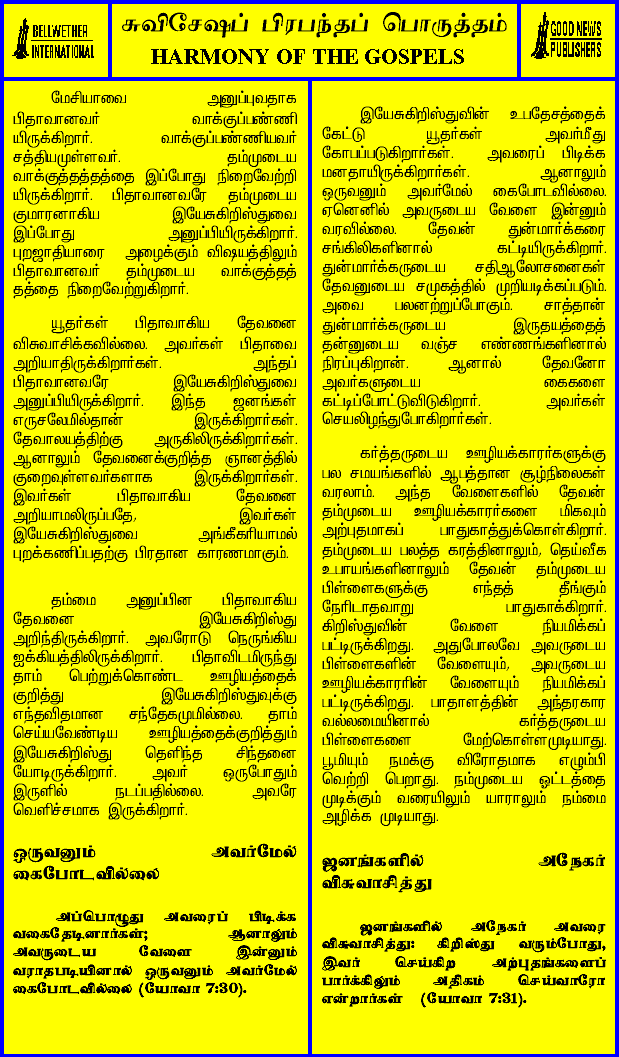 BELLWETHER
INTERNATIONAL
சுவிசேஷப் பிரபந்தப் பொருத்தம்
HARMONY OF THE GOSPELS
GOOD NEWS
PUBLISHERS
மேசியாவை அனுப்புவதாக
பிதாவானவர் வாக்குப்பண்ணி
யிருக்கிறார். வாக்குப்பண்ணியவர்
சத்தியமுள்ளவர். தம்முடைய
வாக்குத்தத்தத்தை இப்போது நிறைவேற்றி
யிருக்கிறார். பிதாவானவரே தம்முடைய
குமாரனாகிய இயேசுகிறிஸ்துவை
இப்போது அனுப்பியிருக்கிறார்.
புறஜாதியாரை அழைக்கும் விஷயத்திலும்
பிதாவானவர் தம்முடைய வாக்குத்தத்
தத்தை நிறைவேற்றுகிறார்.
யூதர்கள் பிதாவாகிய தேவனை
விசுவாசிக்கவில்லை. அவர்கள் பிதாவை
அறியாதிருக்கிறார்கள். அந்தப்
பிதாவானவரே இயேசுகிறிஸ்துவை
அனுப்பியிருக்கிறார். இந்த ஜனங்கள்
எருசலேமில்தான் இருக்கிறார்கள்.
தேவாலயத்திற்கு அருகிலிருக்கிறார்கள்.
ஆனாலும் தேவனைக்குறித்த ஞானத்தில்
குறைவுள்ளவர்களாக இருக்கிறார்கள்.
இவர்கள் பிதாவாகிய தேவனை
அறியாமலிருப்பதே, இவர்கள்
இயேசுகிறிஸ்துவை அங்கீகரியாமல்
புறக்கணிப்பதற்கு பிரதான காரணமாகும்.
தம்மை அனுப்பின பிதாவாகிய
தேவனை இயேசுகிறிஸ்து
அறிந்திருக்கிறார். அவரோடு நெருங்கிய
ஐக்கியத்திலிருக்கிறார். பிதாவிடமிருந்து
தாம் பெற்றுக்கொண்ட ஊழியத்தைக்
குறித்து இயேசுகிறிஸ்துவுக்கு
எந்தவிதமான சந்தேகமுமில்லை. தாம்
செய்யவேண்டிய ஊழியத்தைக்குறித்தும்
இயேசுகிறிஸ்து தெளிந்த சிந்தனை
யோடிருக்கிறார். அவர் ஒருபோதும்
இருளில் நடப்பதில்லை. அவரே
வெளிச்சமாக இருக்கிறார்.
ஒருவனும் அவர்மேல்
கைபோடவில்லை
அப்பொழுது அவரைப் பிடிக்க
வகைதேடினார்கள்; ஆனாலும்
அவருடைய வேளை இன்னும்
வராதபடியினால் ஒருவனும் அவர்மேல்
கைபோடவில்லை (யோவா 7:30).
இயேசுகிறிஸ்துவின் உபதேசத்தைக்
கேட்டு யூதர்கள் அவர்மீது
கோபப்படுகிறார்கள். அவரைப் பிடிக்க
மனதாயிருக்கிறார்கள். ஆனாலும்
ஒருவனும் அவர்மேல் கைபோடவில்லை.
ஏனெனில் அவருடைய வேளை இன்னும்
வரவில்லை. தேவன் துன்மார்க்கரை
சங்கிலிகளினால் கட்டியிருக்கிறார்.
துன்மார்க்கருடைய சதிஆலோசனைகள்
தேவனுடைய சமுகத்தில் முறியடிக்கப்படும்.
அவை பலனற்றுப்போகும். சாத்தான்
துன்மார்க்கருடைய இருதயத்தைத்
தன்னுடைய வஞ்ச எண்ணங்களினால்
நிரப்புகிறான். ஆனால் தேவனோ
அவர்களுடைய கைகளை
கட்டிப்போட்டுவிடுகிறார். அவர்கள்
செயலிழந்துபோகிறார்கள்.
கர்த்தருடைய ஊழியக்காரர்களுக்கு
பல சமயங்களில் ஆபத்தான சூழ்நிலைகள்
வரலாம். அந்த வேளைகளில் தேவன்
தம்முடைய ஊழியக்காரர்களை மிகவும்
அற்புதமாகப் பாதுகாத்துக்கொள்கிறார்.
தம்முடைய பலத்த கரத்தினாலும், தெய்வீக
உபாயங்களினாலும் தேவன் தம்முடைய
பிள்ளைகளுக்கு எந்தத் தீங்கும்
நேரிடாதவாறு பாதுகாக்கிறார்.
கிறிஸ்துவின் வேளை நியமிக்கப்
பட்டிருக்கிறது. அதுபோலவே அவருடைய
பிள்ளைகளின் வேளையும், அவருடைய
ஊழியக்காரரின் வேளையும் நியமிக்கப்
பட்டிருக்கிறது. பாதாளத்தின் அந்தரகார
வல்லமையினால் கர்த்தருடைய
பிள்ளைகளை மேற்கொள்ளமுடியாது.
பூமியும் நமக்கு விரோதமாக எழும்பி
வெற்றி பெறாது. நம்முடைய ஓட்டத்தை
முடிக்கும் வரையிலும் யாராலும் நம்மை
அழிக்க முடியாது.
ஜனங்களில் அநேகர்
விசுவாசித்து
ஜனங்களில் அநேகர் அவரை
விசுவாசித்து: கிறிஸ்து வரும்போது,
இவர் செய்கிற அற்புதங்களைப்
பார்க்கிலும் அதிகம் செய்வாரோ
என்றார்கள் (யோவா 7:31).